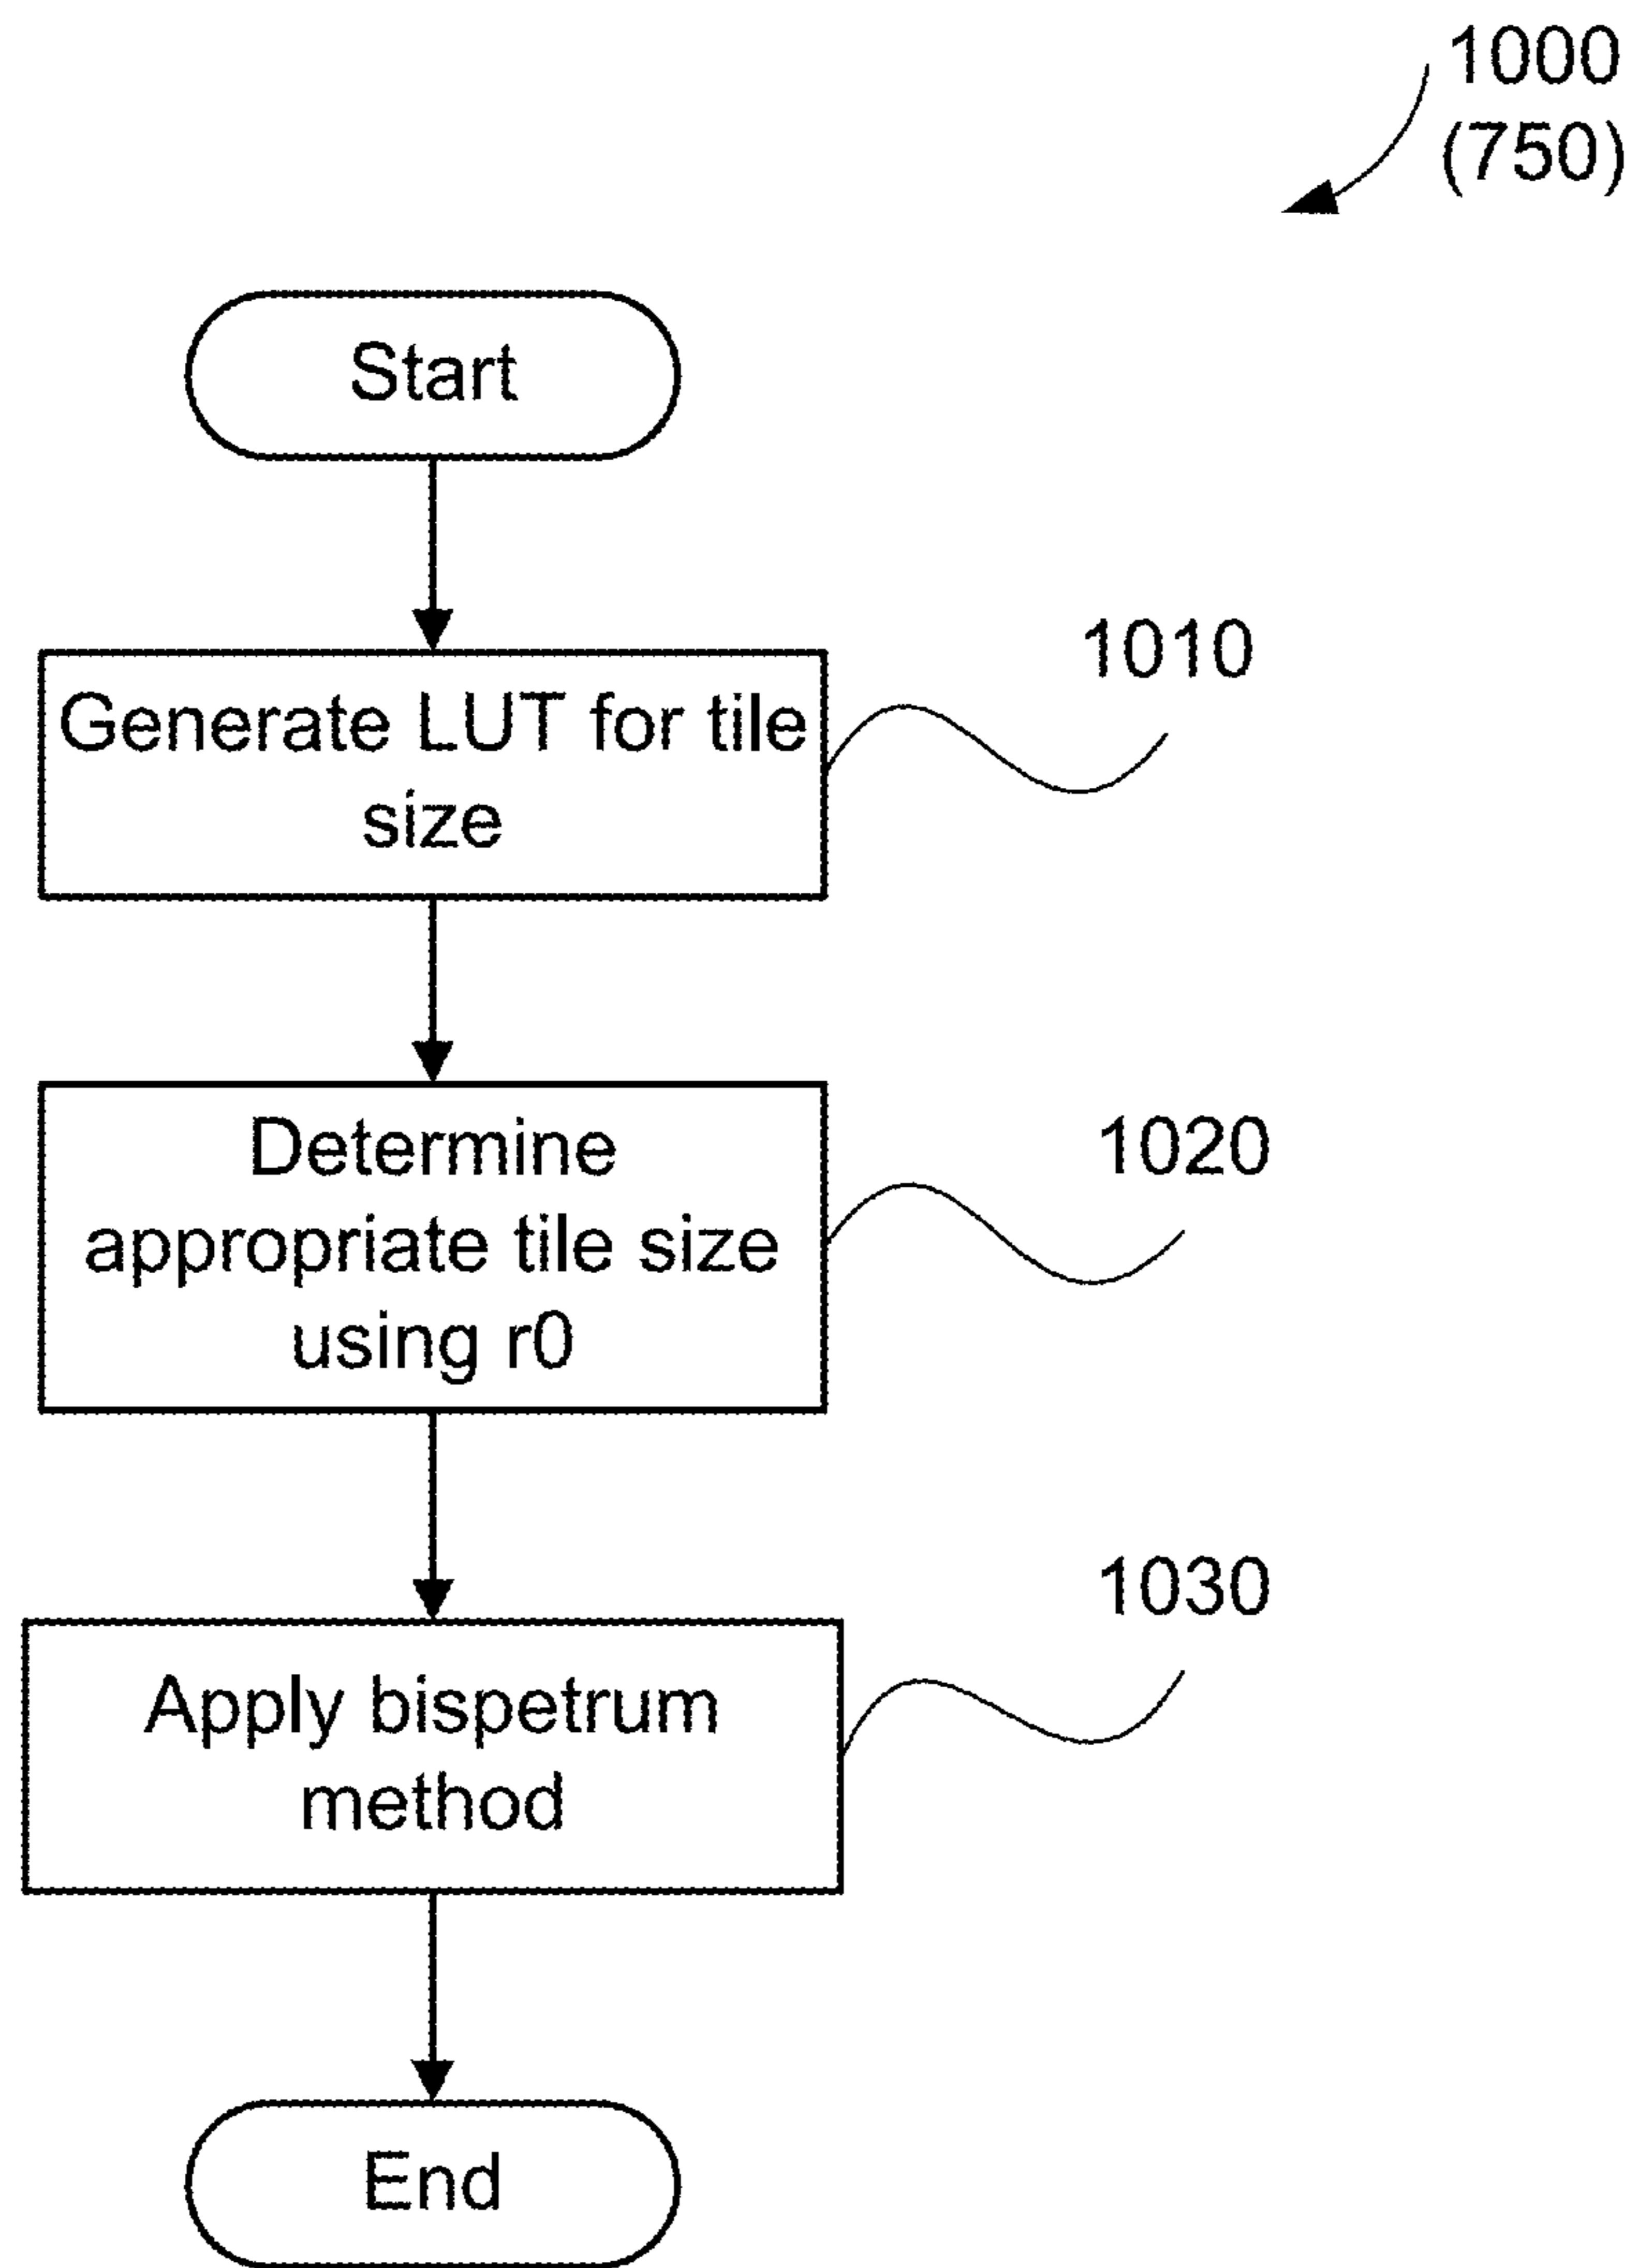 1000
(750)
Start
Generate LUT for tile
size
1010
Determine
appropriate tile size
using r0
1020
Apply bispetrum
method
1030
End